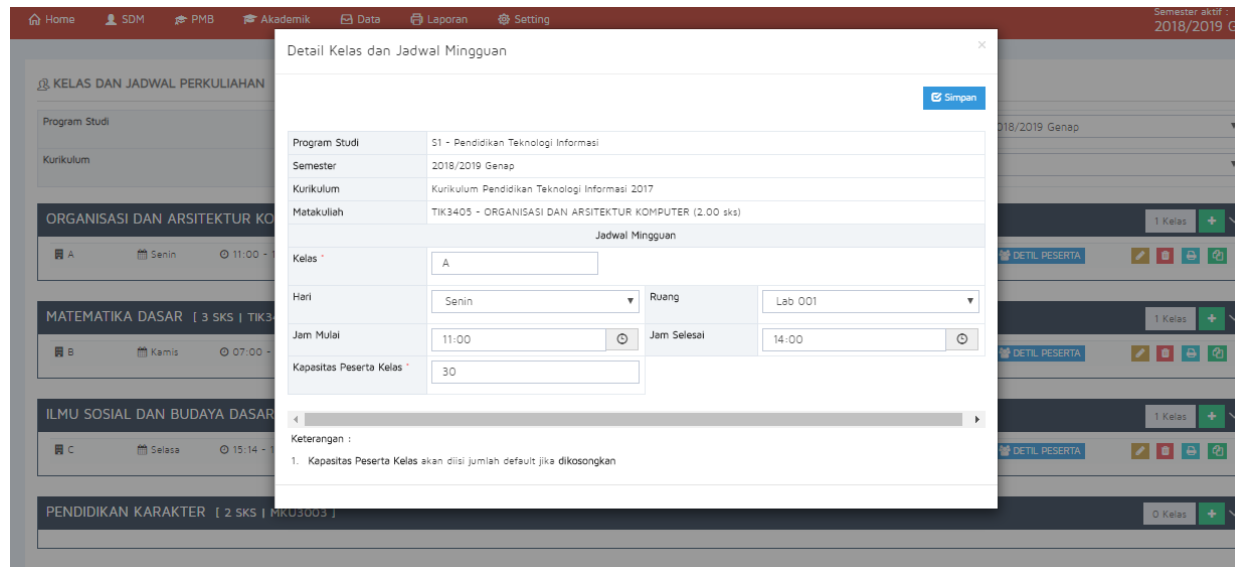 Home SDM PMB Akademik Data Laporan Setting Semester aktif :
2018/2019 G
Detail Kelas dan Jadwal Mingguan ×
KELAS DAN JADWAL PERKULIAHAN
Simpan
Program Studi 2018/2019 Genap
Kurikulum
Program Studi S1 - Pendidikan Teknologi Informasi
Semester 2018/2019 Genap
Kurikulum Kurikulum Pendidikan Teknologi Informasi 2017
Matakuliah TIK3405 - ORGANISASI DAN ARSITEKTUR KOMPUTER (2.00 sks)
Jadwal Mingguan
Kelas * A
Hari Senin Ruang Lab 001
Jam Mulai 11:00 Jam Selesai 14:00
Kapasitas Peserta Kelas * 30
Keterangan :
1. Kapasitas Peserta Kelas akan diisi jumlah default jika dikosongkan
ORGANISASI DAN ARSITEKTUR KO 1 Kelas +
A Senin 11:00 - 1 DETIL PESERTA
MATEMATIKA DASAR [ 3 SKS | TIK34 1 Kelas +
B Kamis 07:00 - DETIL PESERTA
ILMU SOSIAL DAN BUDAYA DASAR 1 Kelas +
C Selasa 15:14 - 1 DETIL PESERTA
PENDIDIKAN KARAKTER [ 2 SKS | MKU3003 ] 0 Kelas +